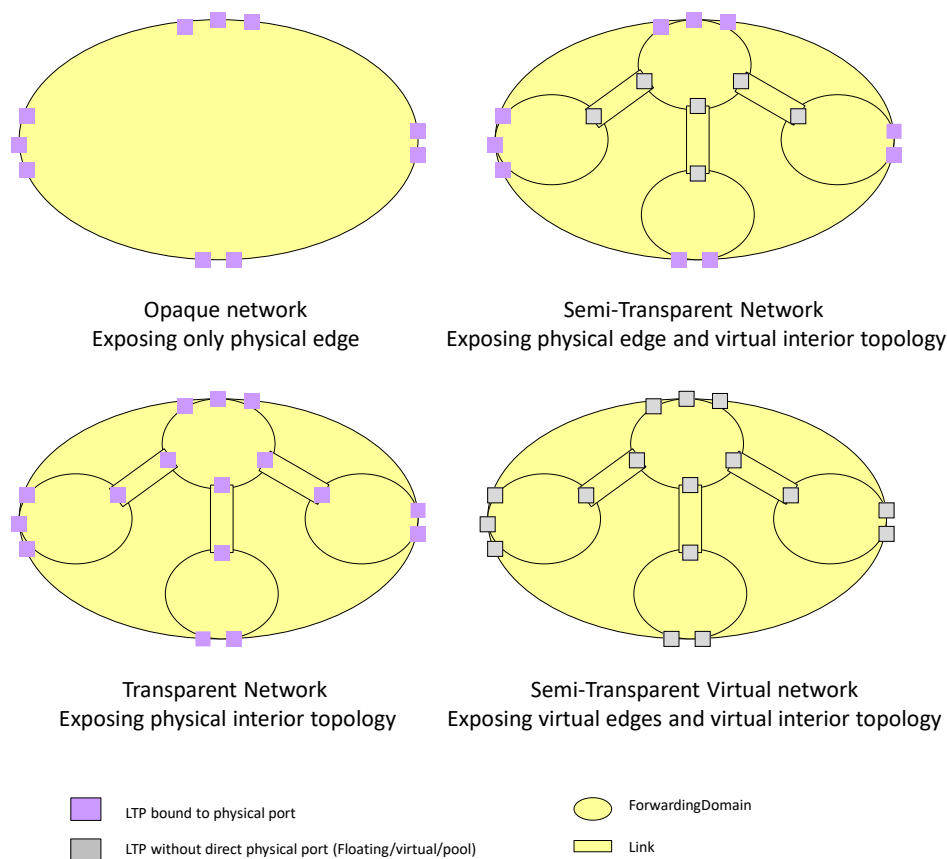 Opaque network
Exposing only physical edge
Semi-Transparent Network
Exposing physical edge and virtual interior topology
Transparent Network
Exposing physical interior topology
Semi-Transparent Virtual network
Exposing virtual edges and virtual interior topology
LTP bound to physical port
ForwardingDomain
LTP without direct physical port (Floating/virtual/pool)
Link